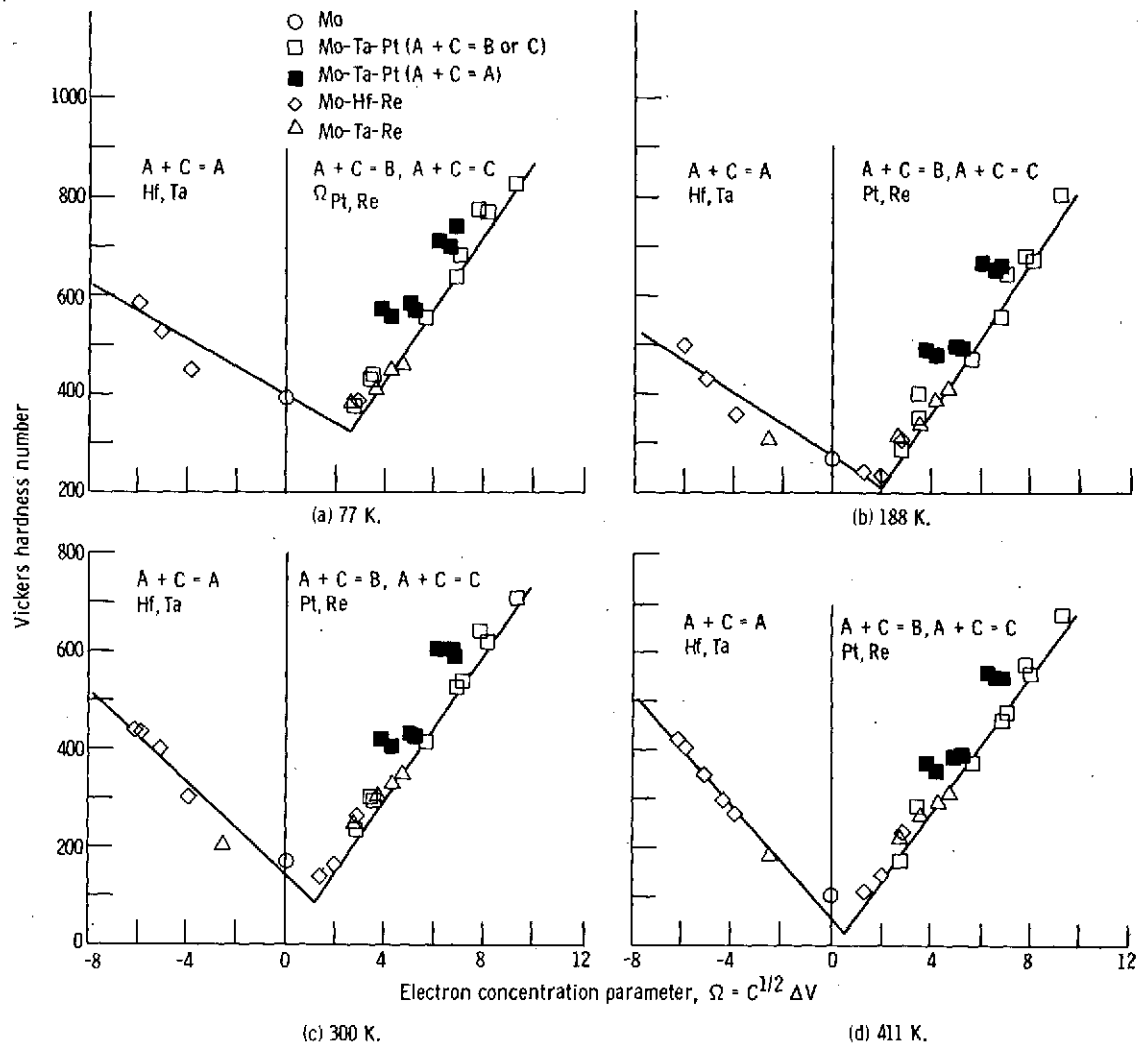 ○ Mo
□ Mo-Ta-Pt (A + C = B or C)
■ Mo-Ta-Pt (A + C = A)
◇ Mo-Hf-Re
△ Mo-Ta-Re
Vickers hardness number
1000
800
600
400
200
A + C = A
Hf, Ta
A + C = B, A + C = C
Ω Pt, Re
(a) 77 K.
A + C = A
Hf, Ta
A + C = B, A + C = C
Pt, Re
(b) 188 K.
800
600
400
200
0
A + C = A
Hf, Ta
A + C = B, A + C = C
Pt, Re
-8 -4 0 4 8 12
A + C = A
Hf, Ta
A + C = B, A + C = C
Pt, Re
-8 -4 0 4 8 12
Electron concentration parameter, Ω = C^1/2 ΔV
(c) 300 K.
(d) 411 K.